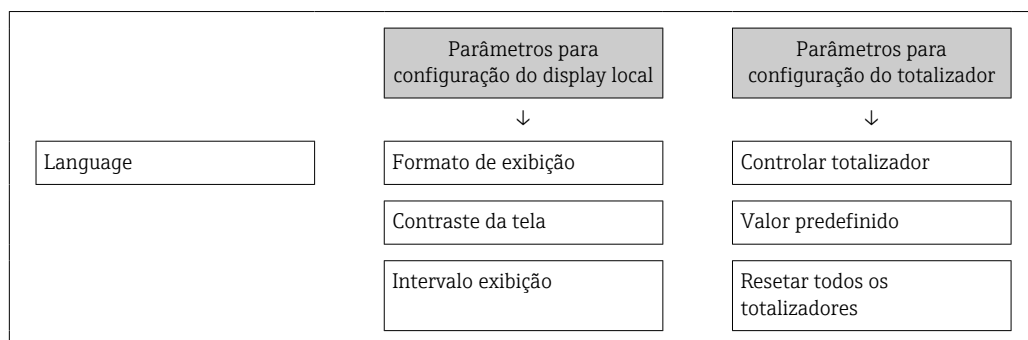 Parâmetros para
configuração do display local
Parâmetros para
configuração do totalizador
↓
↓
Language
Formato de exibição
Controlar totalizador
Contraste da tela
Valor predefinido
Intervalo exibição
Resetar todos os
totalizadores